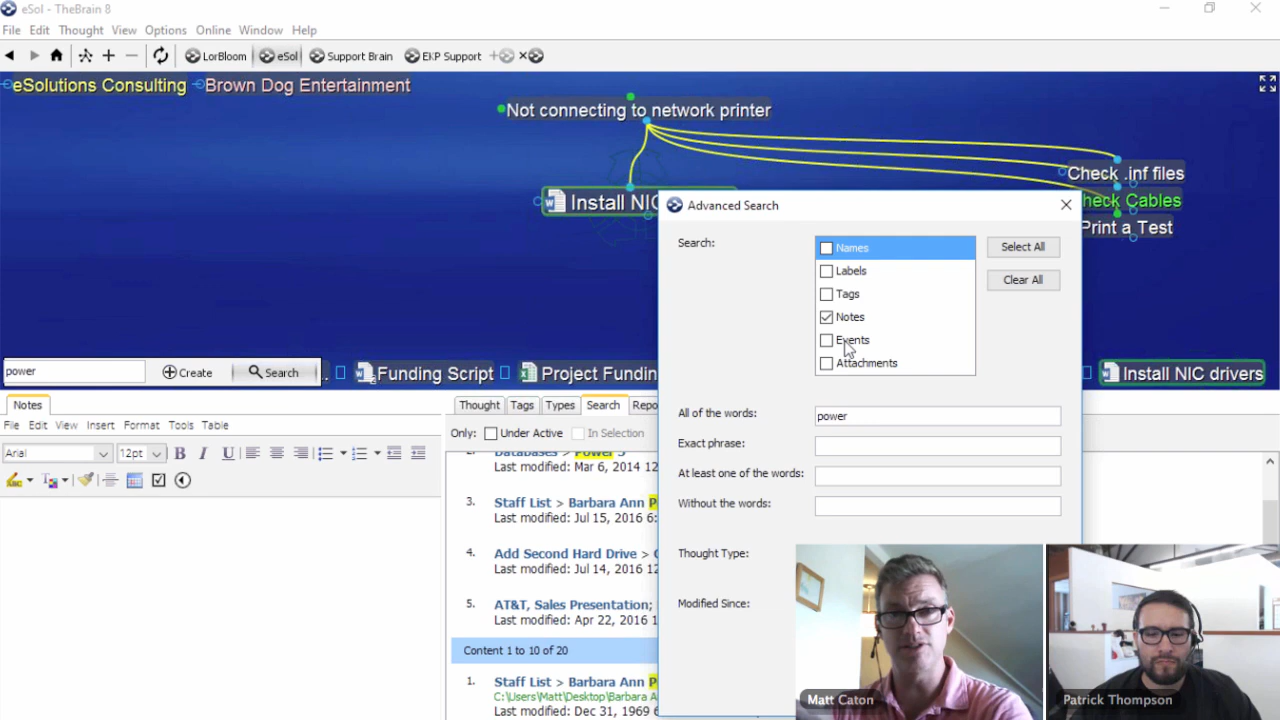 eSol - TheBrain 8
File Edit Thought View Options Online Window Help
LorBloom eSol Support Brain EKP Support
eSolutions Consulting Brown Dog Entertainment
Not connecting to network printer
Check .inf files
heck Cables
Print a Test
Install NIC
Advanced Search
Search:
Names
Labels
Tags
Notes
Events
Attachments
Select All
Clear All
power
Create
Search
Funding Script
Project Fundin
Install NIC drivers
Notes
File Edit View Insert Format Tools Table
Arial 12pt B I U
Thought Tags Types Search Repo
Only: Under Active In Selection
2. Databases > Power 5
Last modified: Mar 6, 2014 12
3. Staff List > Barbara Ann P
Last modified: Jul 15, 2016 6:
4. Add Second Hard Drive >
Last modified: Jul 14, 2016 12
5. AT&T, Sales Presentation;
Last modified: Apr 22, 2016 1
Content 1 to 10 of 20
1. Staff List > Barbara Ann P
C:\Users\Matt\Desktop\Barbara A
Last modified: Dec 31, 1969 6
All of the words: power
Exact phrase:
At least one of the words:
Without the words:
Thought Type:
Modified Since:
Matt Caton
Patrick Thompson